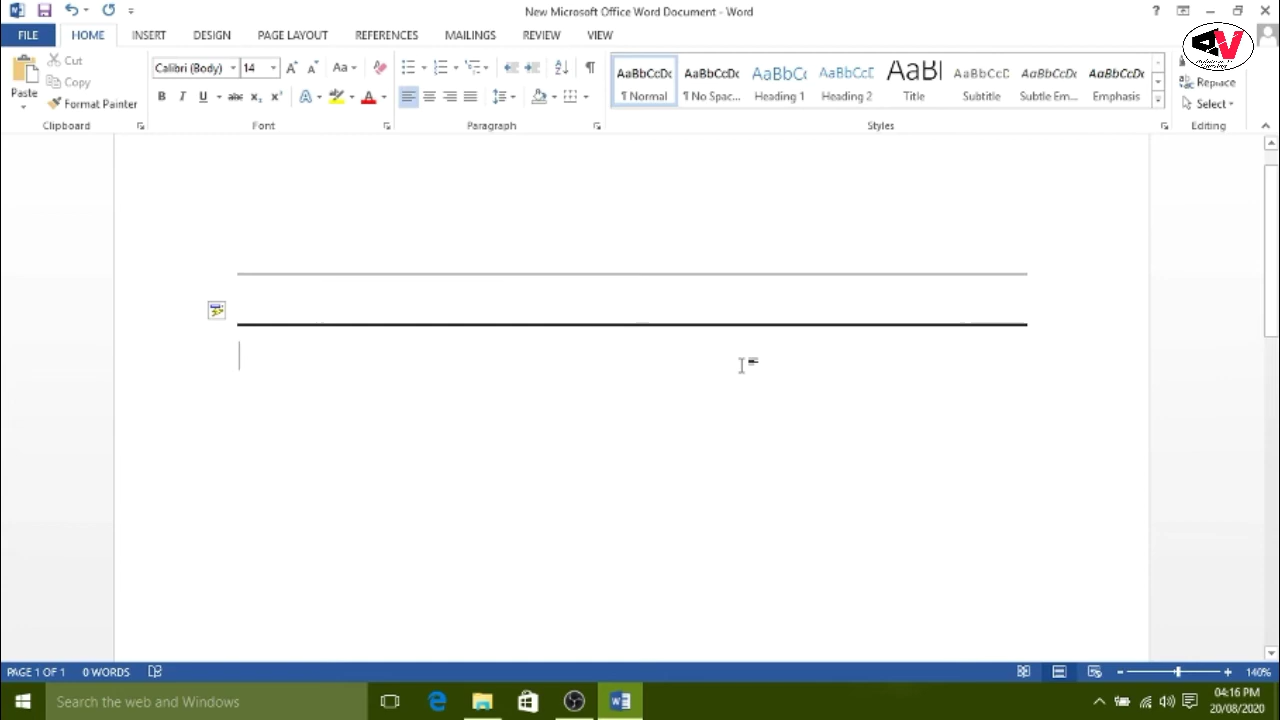 New Microsoft Office Word Document - Word
FILE HOME INSERT DESIGN PAGE LAYOUT REFERENCES MAILINGS REVIEW VIEW
Paste
Cut
Copy
Format Painter
Clipboard
Calibri (Body) 14
Font
Paragraph
AaBbCcDc AaBbCcDc AaBbCc AaBbCcC AaBl AaBbCcD AaBbCcDc AaBbCcDc
¶ Normal ¶ No Spac... Heading 1 Heading 2 Title Subtitle Subtle Em... Emphasis
Styles
Replace
Select
Editing
AV
PAGE 1 OF 1 0 WORDS 140%
Search the web and Windows
04:16 PM
20/08/2020